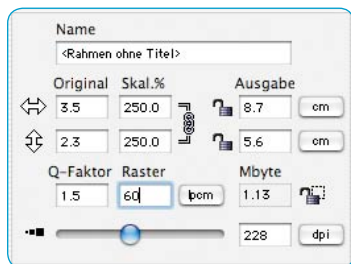 Name
<Rahmen ohne Titel>
Original Skal.% Ausgabe
3.5 250.0 8.7 cm
2.3 250.0 5.6 cm
Q-Faktor Raster Mbyte
1.5 60 lpcm 1.13
228 dpi